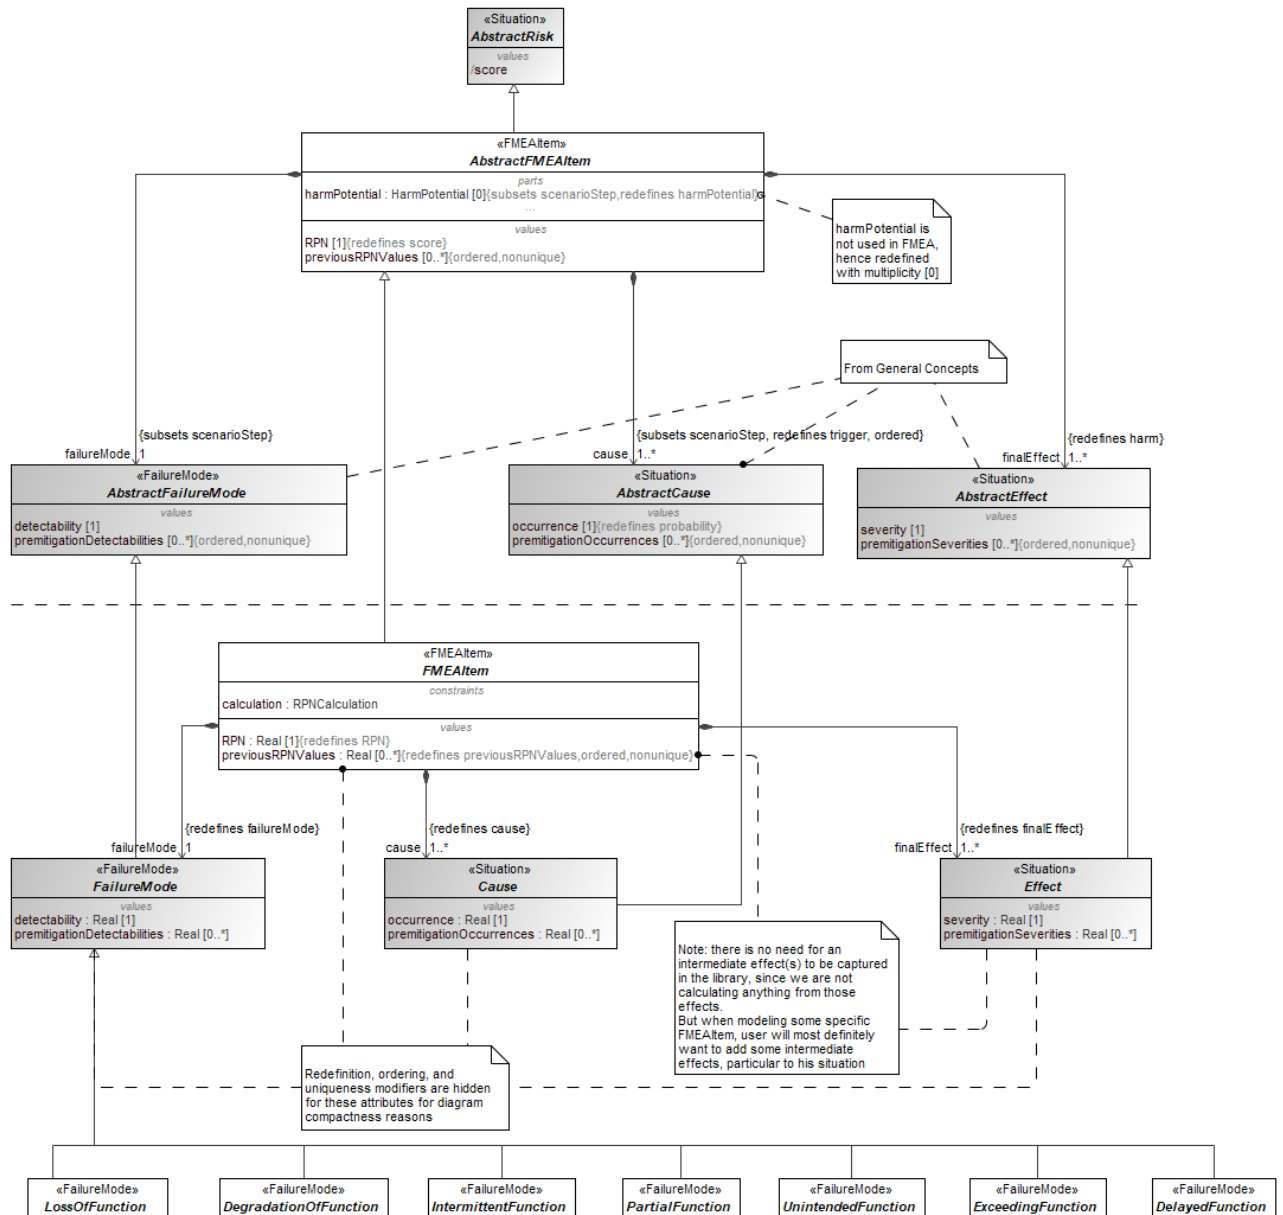 «Situation»
AbstractRisk
values
/score
«FMEAItem»
AbstractFMEAItem
parts
harmPotential : HarmPotential [0]{subsets scenarioStep,redefines harmPotential}
...
values
RPN [1]{redefines score}
previousRPNValues [0..*]{ordered,nonunique}
harmPotential is
not used in FMEA,
hence redefined
with multiplicity [0]
From General Concepts
{subsets scenarioStep}
failureMode 1
{subsets scenarioStep, redefines trigger, ordered}
cause 1..*
{redefines harm}
finalEffect 1..*
«FailureMode»
AbstractFailureMode
values
detectability [1]
premitigationDetectabilities [0..*]{ordered,nonunique}
«Situation»
AbstractCause
values
occurrence [1]{redefines probability}
premitigationOccurrences [0..*]{ordered,nonunique}
«Situation»
AbstractEffect
values
severity [1]
premitigationSeverities [0..*]{ordered,nonunique}
«FMEAItem»
FMEAItem
constraints
calculation : RPNCalculation
values
RPN : Real [1]{redefines RPN}
previousRPNValues : Real [0..*]{redefines previousRPNValues,ordered,nonunique}
{redefines failureMode}
failureMode 1
{redefines cause}
cause 1..*
{redefines finalEffect}
finalEffect 1..*
«FailureMode»
FailureMode
values
detectability : Real [1]
premitigationDetectabilities : Real [0..*]
«Situation»
Cause
values
occurrence : Real [1]
premitigationOccurrences : Real [0..*]
«Situation»
Effect
values
severity : Real [1]
premitigationSeverities : Real [0..*]
Note: there is no need for an
intermediate effect(s) to be captured
in the library, since we are not
calculating anything from those
effects.
But when modeling some specific
FMEAItem, user will most definitely
want to add some intermediate
effects, particular to his situation
Redefinition, ordering, and
uniqueness modifiers are hidden
for these attributes for diagram
compactness reasons
«FailureMode»
LossOfFunction
«FailureMode»
DegradationOfFunction
«FailureMode»
IntermittentFunction
«FailureMode»
PartialFunction
«FailureMode»
UnintendedFunction
«FailureMode»
ExceedingFunction
«FailureMode»
DelayedFunction